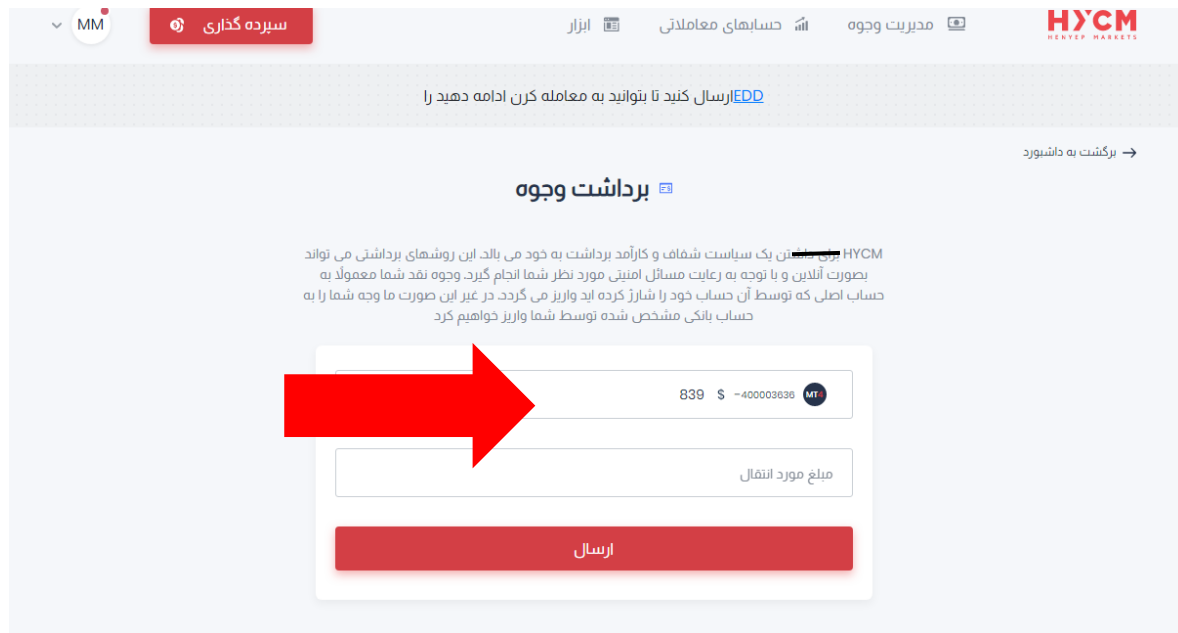 HYCM
HENYEP MARKETS
مدیریت وجوه
حسابهای معاملاتی
ابزار
سپرده گذاری
MM
EDDارسال کنید تا بتوانید به معامله کرن ادامه دهید را
برگشت به داشبورد
برداشت وجوه
HYCM برای داشتن یک سیاست شفاف و کارآمد برداشت به خود می بالد. این روشهای برداشتی می تواند
بصورت آنلاین و با توجه به رعایت مسائل امنیتی مورد نظر شما انجام گیرد. وجوه نقد شما معمولاً به
حساب اصلی که توسط آن حساب خود را شارژ کرده اید واریز می گردد. در غیر این صورت ما وجه شما را به
حساب بانکی مشخص شده توسط شما واریز خواهیم کرد
MT4 400003636- $ 839
مبلغ مورد انتقال
ارسال